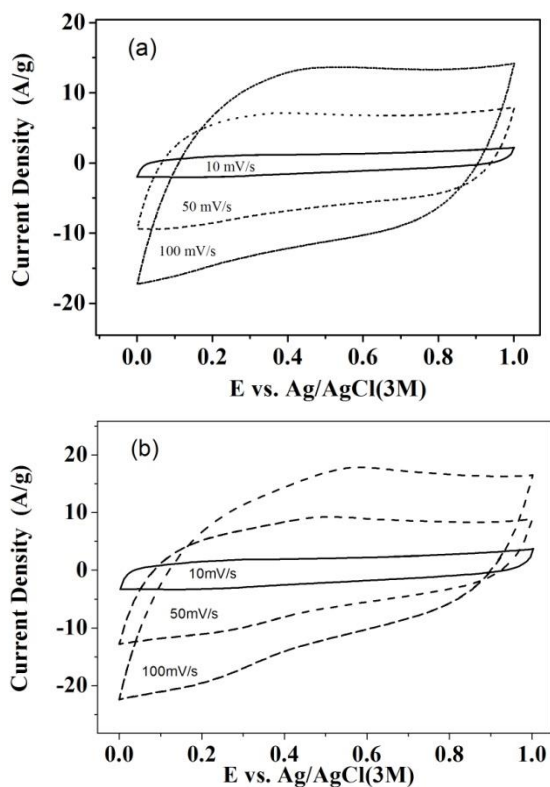 (a)
Current Density (A/g)
20
10
0
-10
-20
10 mV/s
50 mV/s
100 mV/s
0.0 0.2 0.4 0.6 0.8 1.0
E vs. Ag/AgCl(3M)
(b)
Current Density (A/g)
20
10
0
-10
-20
10mV/s
50mV/s
100mV/s
0.0 0.2 0.4 0.6 0.8 1.0
E vs. Ag/AgCl(3M)